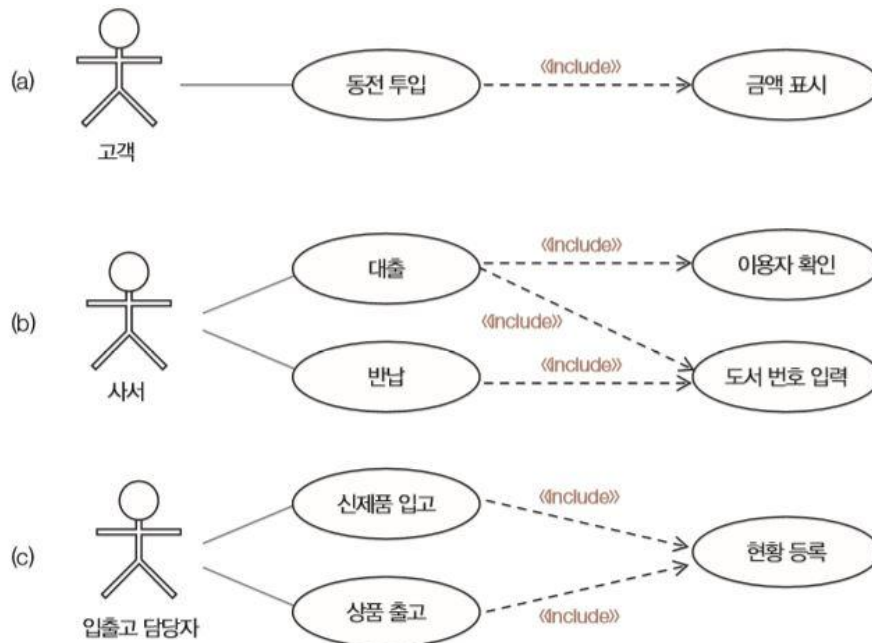 (a)
고객
동전 투입
《include》
금액 표시
(b)
사서
대출
《include》
이용자 확인
《include》
반납
《include》
도서 번호 입력
(c)
입출고 담당자
신제품 입고
《include》
현황 등록
상품 출고
《include》